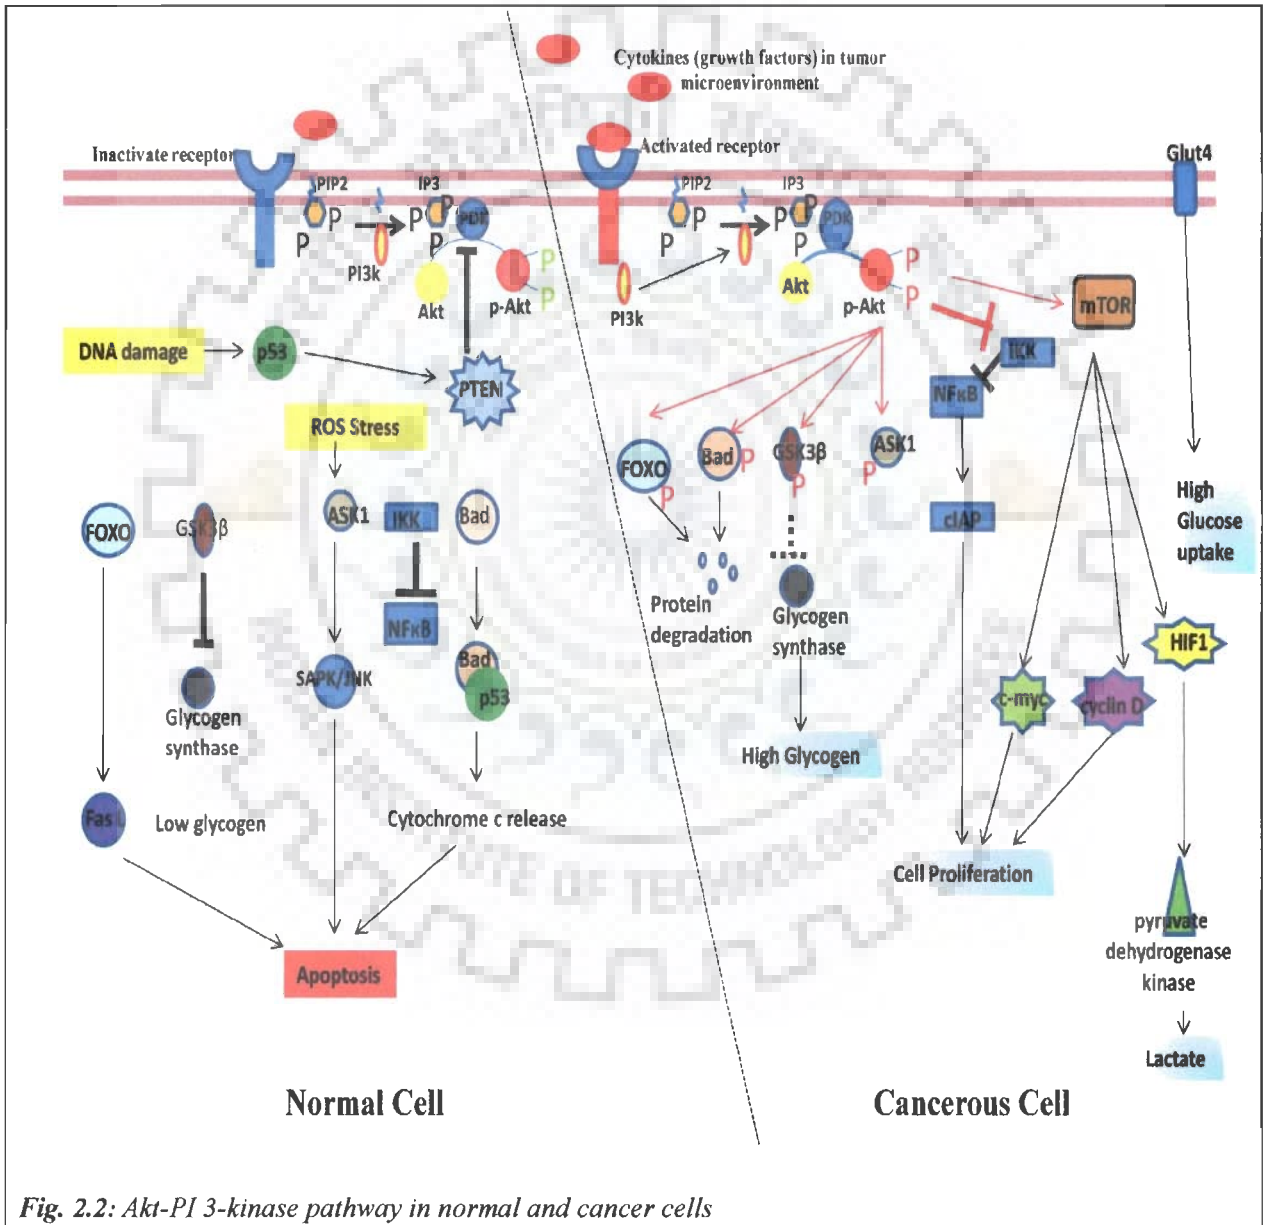 Cytokines (growth factors) in tumor
microenvironment
Inactivate receptor
PIP2
IP3
P
P
P
P
P
PDK
PI3k
Akt
p-Akt
P
P
Activated receptor
PIP2
IP3
P
P
P
P
P
PDK
PI3k
Akt
p-Akt
P
P
Glut4
mTOR
DNA damage
p53
PTEN
IKK
NFκB
ROS Stress
FOXO
P
Bad
P
GSK3β
P
ASK1
P
FOXO
GSK3β
ASK1
IKK
Bad
cIAP
High
Glucose
uptake
NFκB
Protein
degradation
Glycogen
synthase
HIF1
SAPK/JNK
Bad
p53
Glycogen
synthase
c-myc
cyclin D
High Glycogen
Fas L
Low glycogen
Cytochrome c release
Cell Proliferation
pyruvate
dehydrogenase
kinase
Apoptosis
Lactate
Normal Cell
Cancerous Cell
Fig. 2.2: Akt-PI 3-kinase pathway in normal and cancer cells
OF TECHNOLOGY